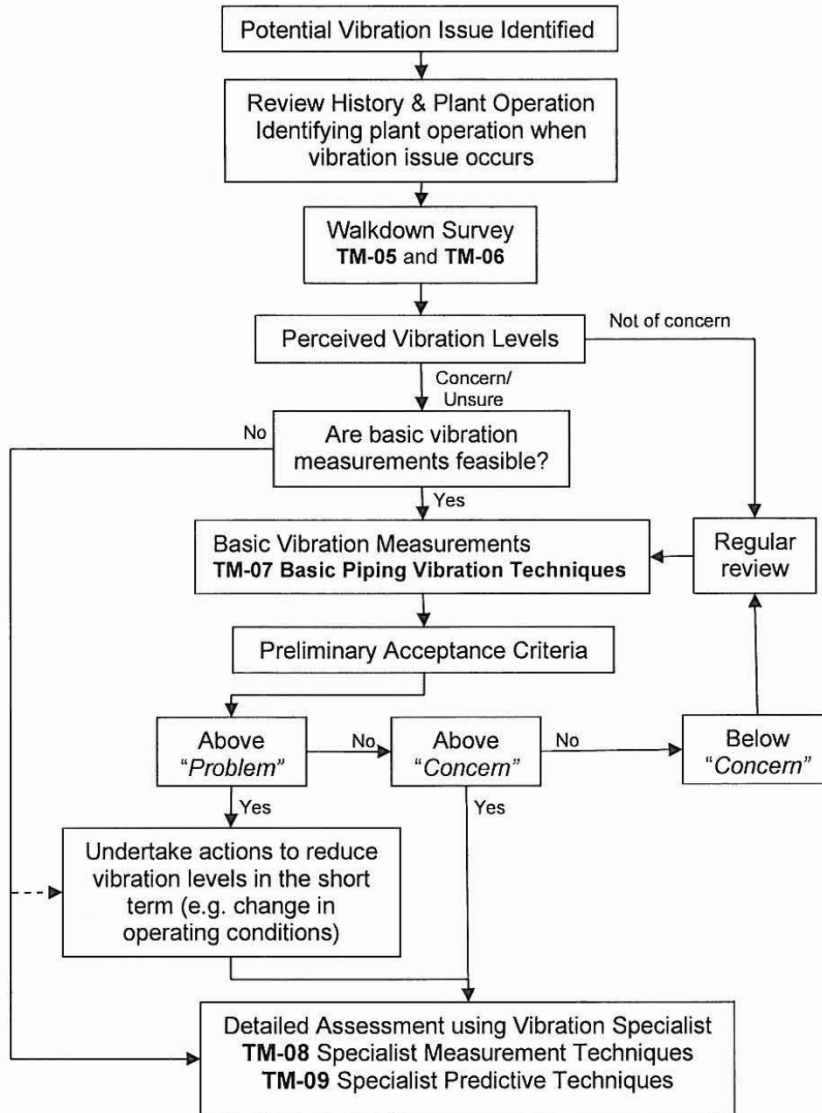 Potential Vibration Issue Identified
Review History & Plant Operation
Identifying plant operation when
vibration issue occurs
Walkdown Survey
TM-05 and TM-06
Perceived Vibration Levels
Not of concern
Concern/
Unsure
No
Are basic vibration
measurements feasible?
Yes
Basic Vibration Measurements
TM-07 Basic Piping Vibration Techniques
Regular
review
Preliminary Acceptance Criteria
Above
"Problem"
No
Above
"Concern"
No
Below
"Concern"
Yes
Yes
Undertake actions to reduce
vibration levels in the short
term (e.g. change in
operating conditions)
Detailed Assessment using Vibration Specialist
TM-08 Specialist Measurement Techniques
TM-09 Specialist Predictive Techniques